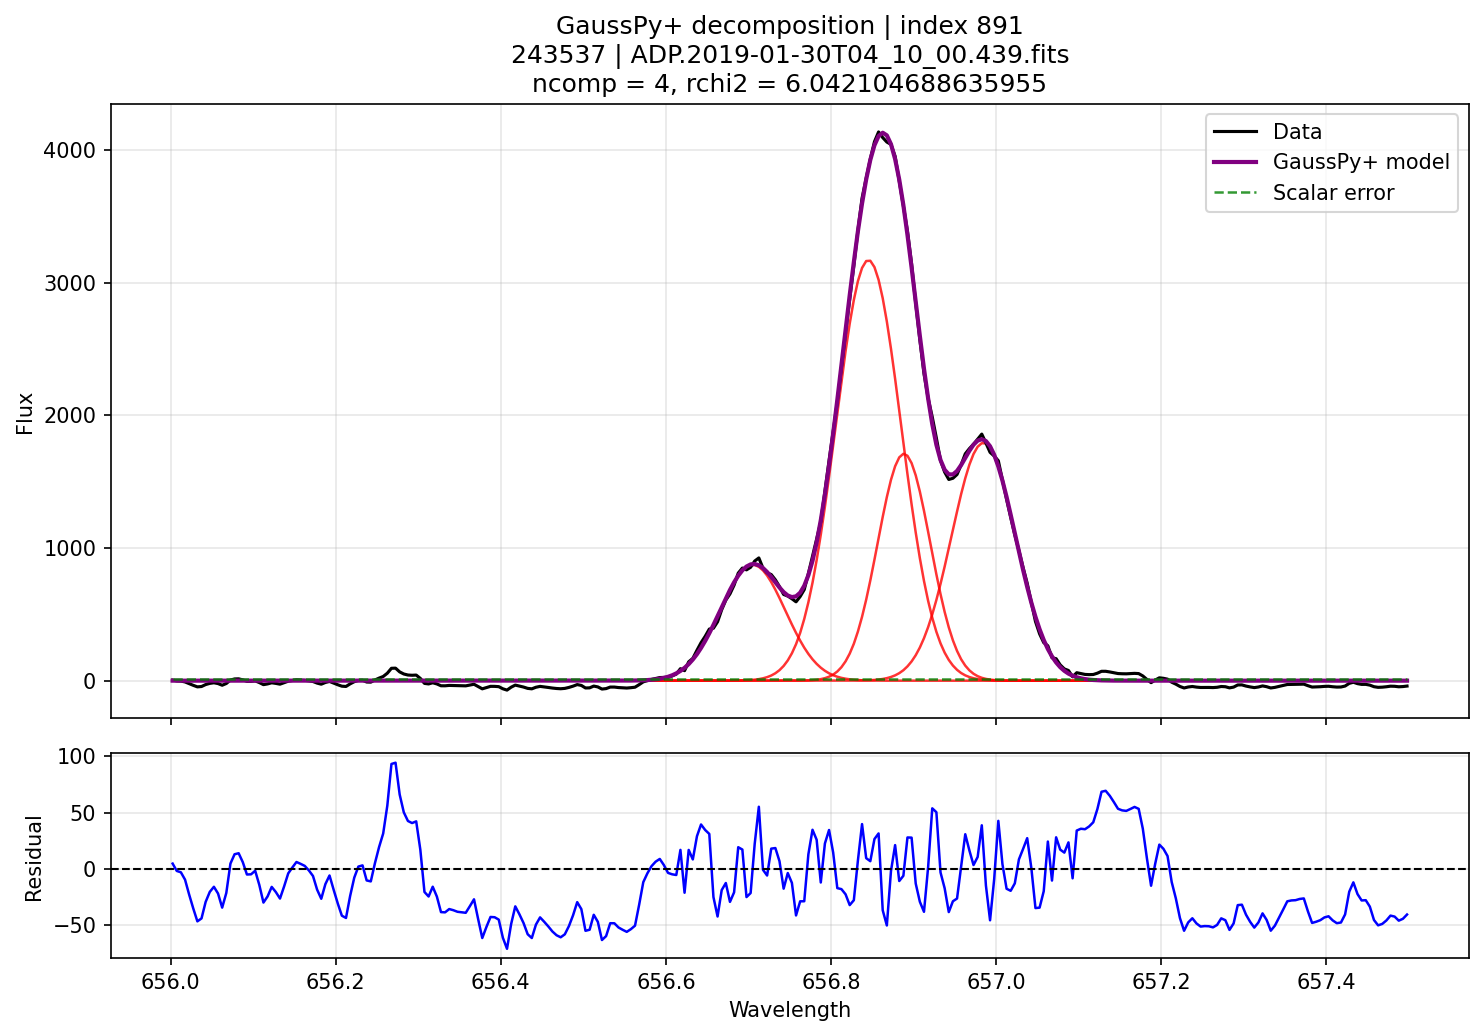 GaussPy+ decomposition | index 891
243537 | ADP.2019-01-30T04_10_00.439.fits
ncomp = 4, rchi2 = 6.042104688635955
Data
GaussPy+ model
Scalar error
4000
3000
2000
1000
0
Flux
100
50
0
−50
Residual
656.0 656.2 656.4 656.6 656.8 657.0 657.2 657.4
Wavelength